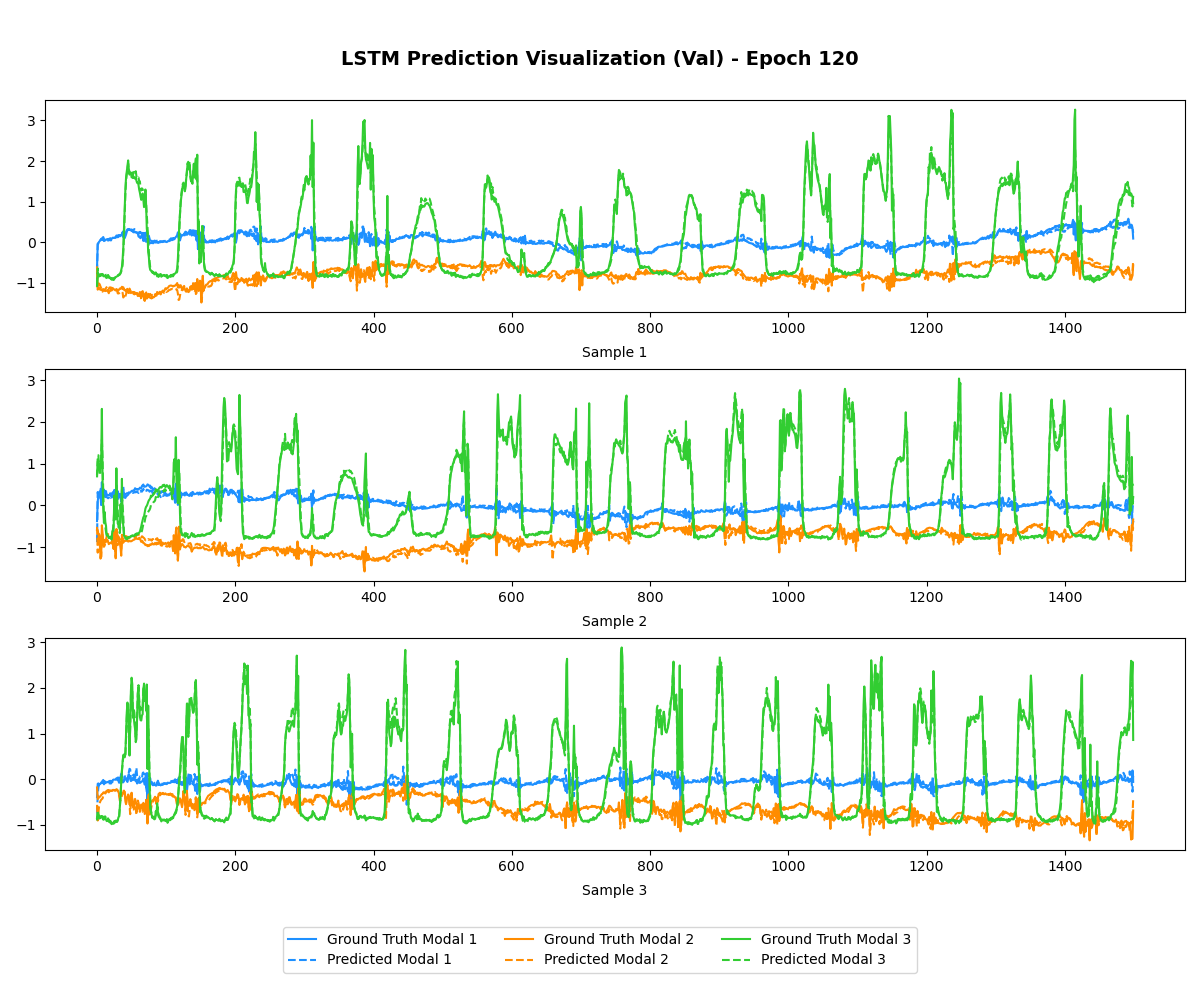 LSTM Prediction Visualization (Val) - Epoch 120
3
2
1
0
−1
0 200 400 600 800 1000 1200 1400
Sample 1
3
2
1
0
−1
0 200 400 600 800 1000 1200 1400
Sample 2
3
2
1
0
−1
0 200 400 600 800 1000 1200 1400
Sample 3
Ground Truth Modal 1 Ground Truth Modal 2 Ground Truth Modal 3
Predicted Modal 1 Predicted Modal 2 Predicted Modal 3